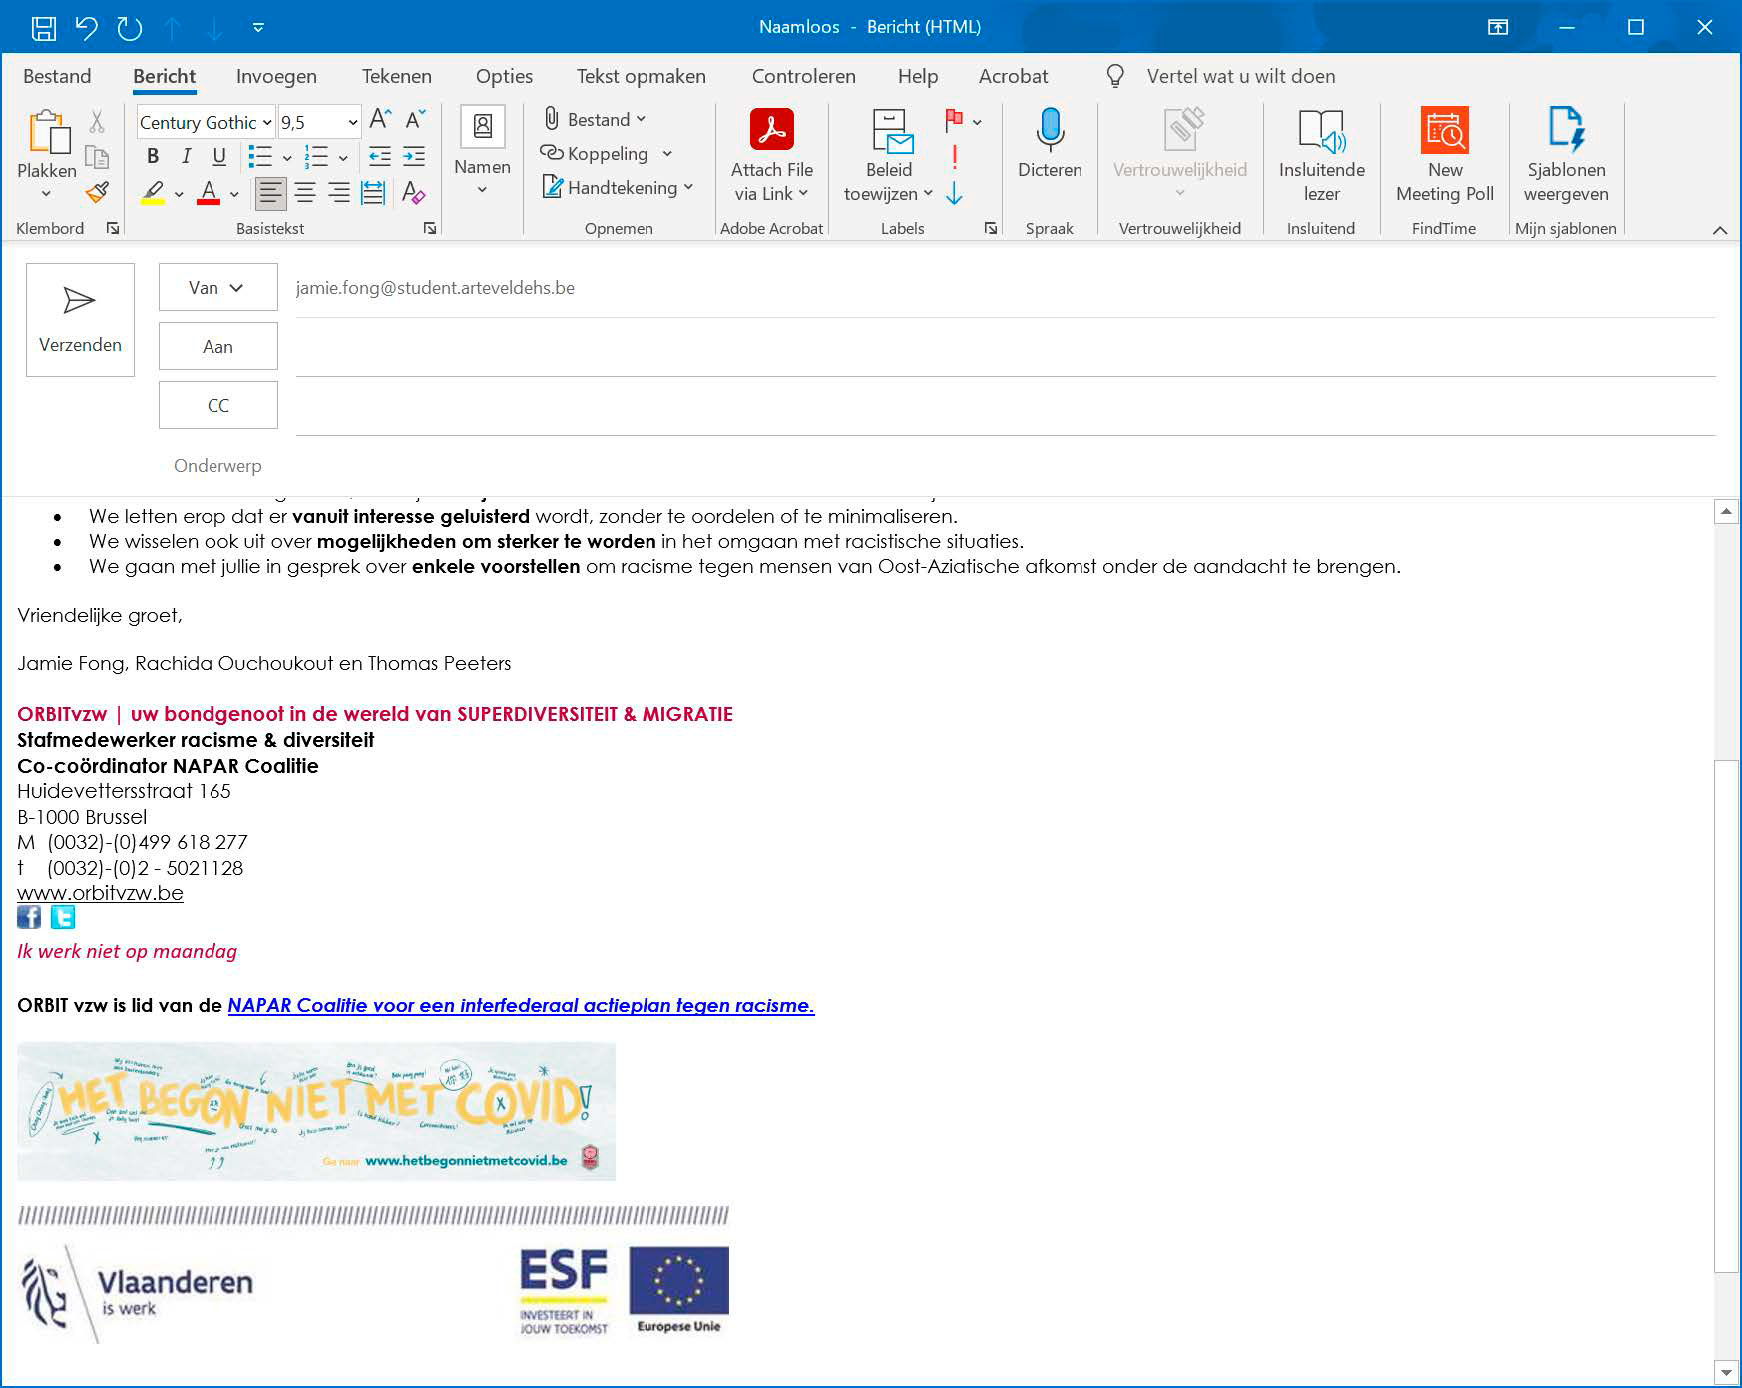 Naamloos - Bericht (HTML)
Bestand Bericht Invoegen Tekenen Opties Tekst opmaken Controleren Help Acrobat Vertel wat u wilt doen
Plakken
Klembord
Century Gothic 9,5
B I U
Basistekst
Namen
Bestand
Koppeling
Handtekening
Opnemen
Attach File
via Link
Adobe Acrobat
Beleid
toewijzen
Labels
Dicteren
Spraak
Vertrouwelijkheid
Vertrouwelijkheid
Insluitende
lezer
Insluitend
New
Meeting Poll
FindTime
Sjablonen
weergeven
Mijn sjablonen
Verzenden
Van jamie.fong@student.arteveldehs.be
Aan
CC
Onderwerp
• We letten erop dat er vanuit interesse geluisterd wordt, zonder te oordelen of te minimaliseren.
• We wisselen ook uit over mogelijkheden om sterker te worden in het omgaan met racistische situaties.
• We gaan met jullie in gesprek over enkele voorstellen om racisme tegen mensen van Oost-Aziatische afkomst onder de aandacht te brengen.
Vriendelijke groet,
Jamie Fong, Rachida Ouchoukout en Thomas Peeters
ORBITvzw | uw bondgenoot in de wereld van SUPERDIVERSITEIT & MIGRATIE
Stafmedewerker racisme & diversiteit
Co-coördinator NAPAR Coalitie
Huidevettersstraat 165
B-1000 Brussel
M (0032)-(0)499 618 277
t (0032)-(0)2 - 5021128
www.orbitvzw.be
Ik werk niet op maandag
ORBIT vzw is lid van de NAPAR Coalitie voor een interfederaal actieplan tegen racisme.
HET BEGON NIET MET COVID!
Ga naar www.hetbegonnietmetcovid.be
Vlaanderen
is werk
ESF
INVESTEERT IN
JOUW TOEKOMST
Europese Unie